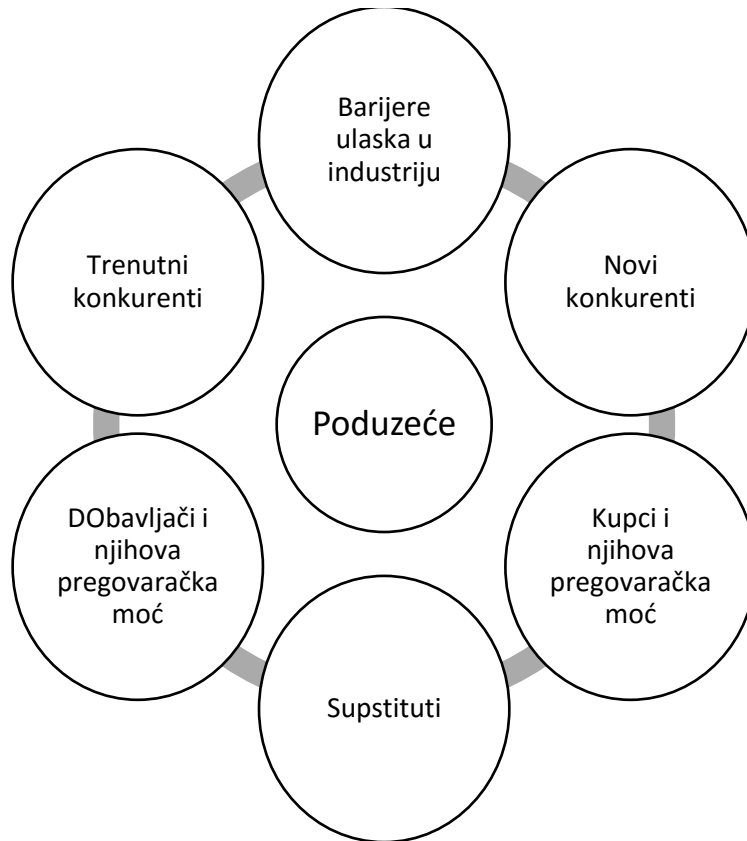 Barijere
ulaska u
industriju
Trenutni
konkurenti
Novi
konkurenti
Poduzeće
DObavljači i
njihova
pregovaračka
moć
Kupci i
njihova
pregovaračka
moć
Supstituti